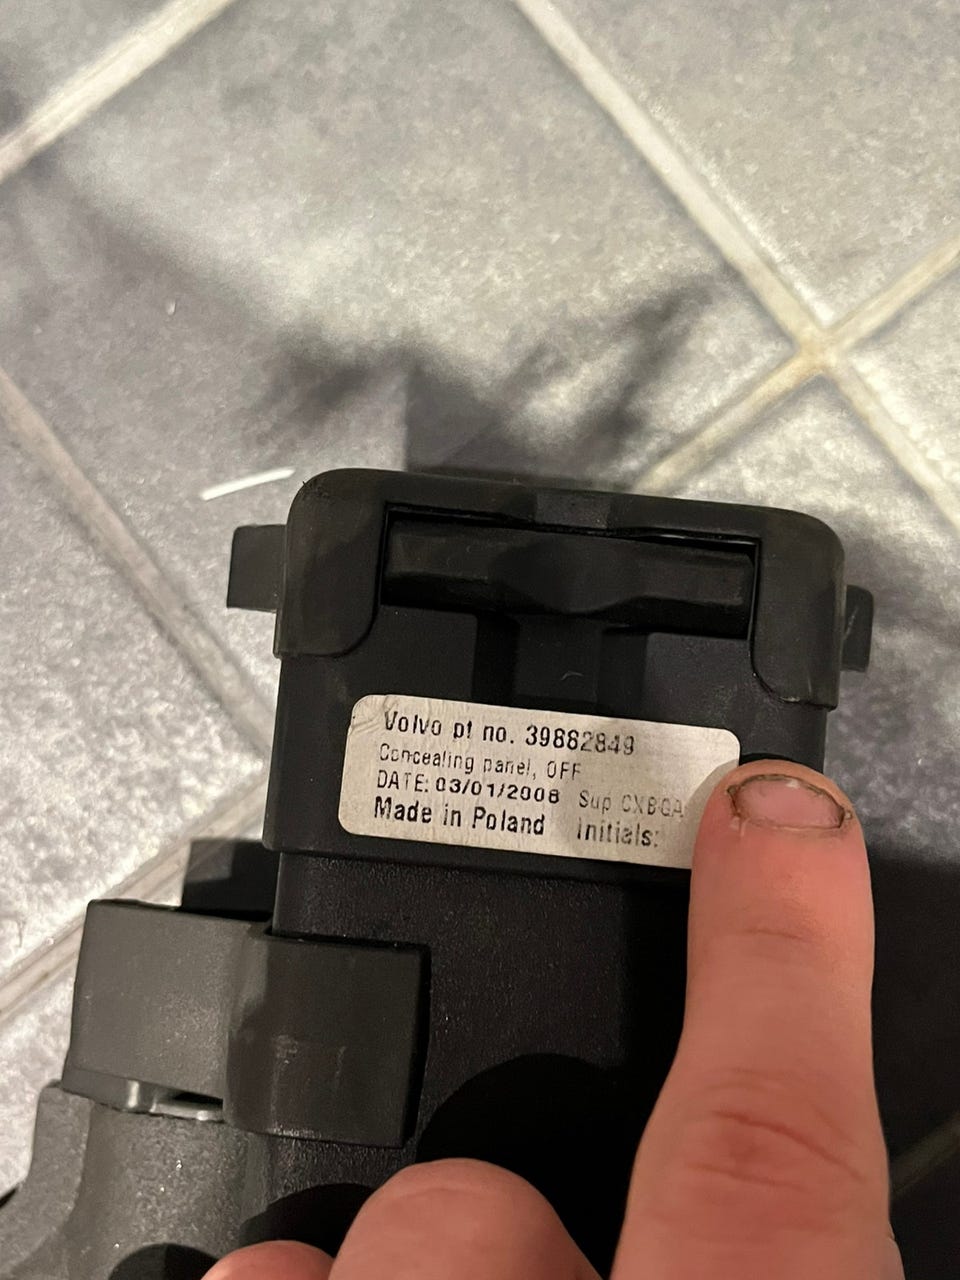 Volvo pt no. 39882849
Concealing panel, OFF
DATE: 03/01/2008 Sup CXBGA
Made in Poland Initials: